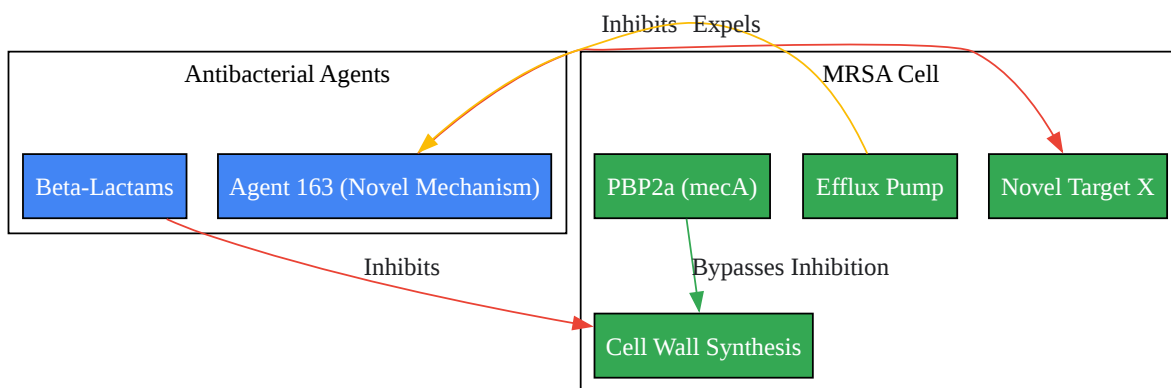 Inhibits Expels
Antibacterial Agents
MRSA Cell
Beta-Lactams
Agent 163 (Novel Mechanism)
PBP2a (mecA)
Efflux Pump
Novel Target X
Inhibits
Bypasses Inhibition
Cell Wall Synthesis